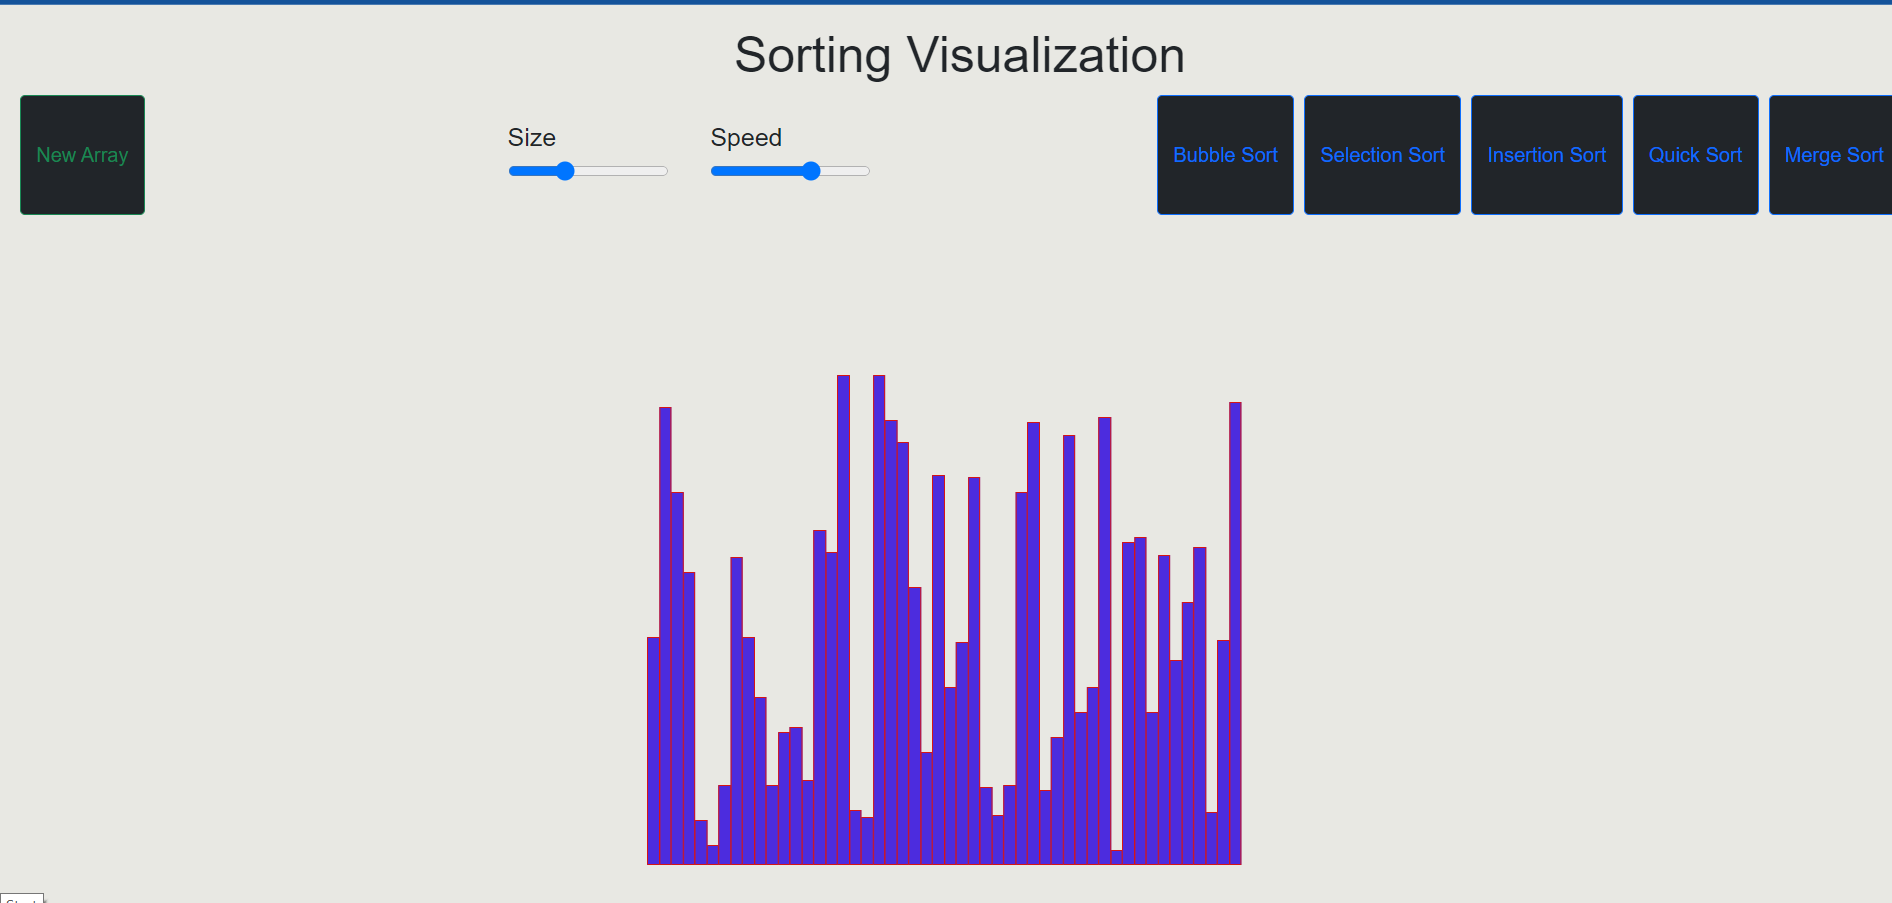 Sorting Visualization
New Array
Size
Speed
Bubble Sort
Selection Sort
Insertion Sort
Quick Sort
Merge Sort